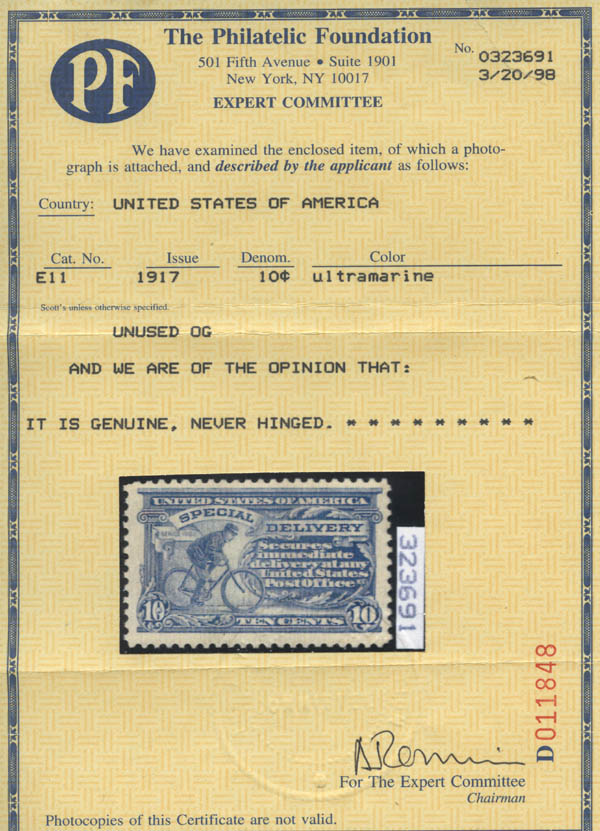 PF
The Philatelic Foundation
501 Fifth Avenue • Suite 1901
New York, NY 10017
EXPERT COMMITTEE
No. 0323691
3/20/98
We have examined the enclosed item, of which a photo-
graph is attached, and described by the applicant as follows:
Country: UNITED STATES OF AMERICA
Cat. No. Issue Denom. Color
E11 1917 10¢ ultramarine
Scott's unless otherwise specified.
UNUSED OG
AND WE ARE OF THE OPINION THAT:
IT IS GENUINE, NEVER HINGED. * * * * * * * * *
UNITED STATES OF AMERICA
SPECIAL DELIVERY
Secures
immediate
delivery at any
United States
Post Office
10 TEN CENTS 10
323691
D011848
For The Expert Committee
Chairman
Photocopies of this Certificate are not valid.